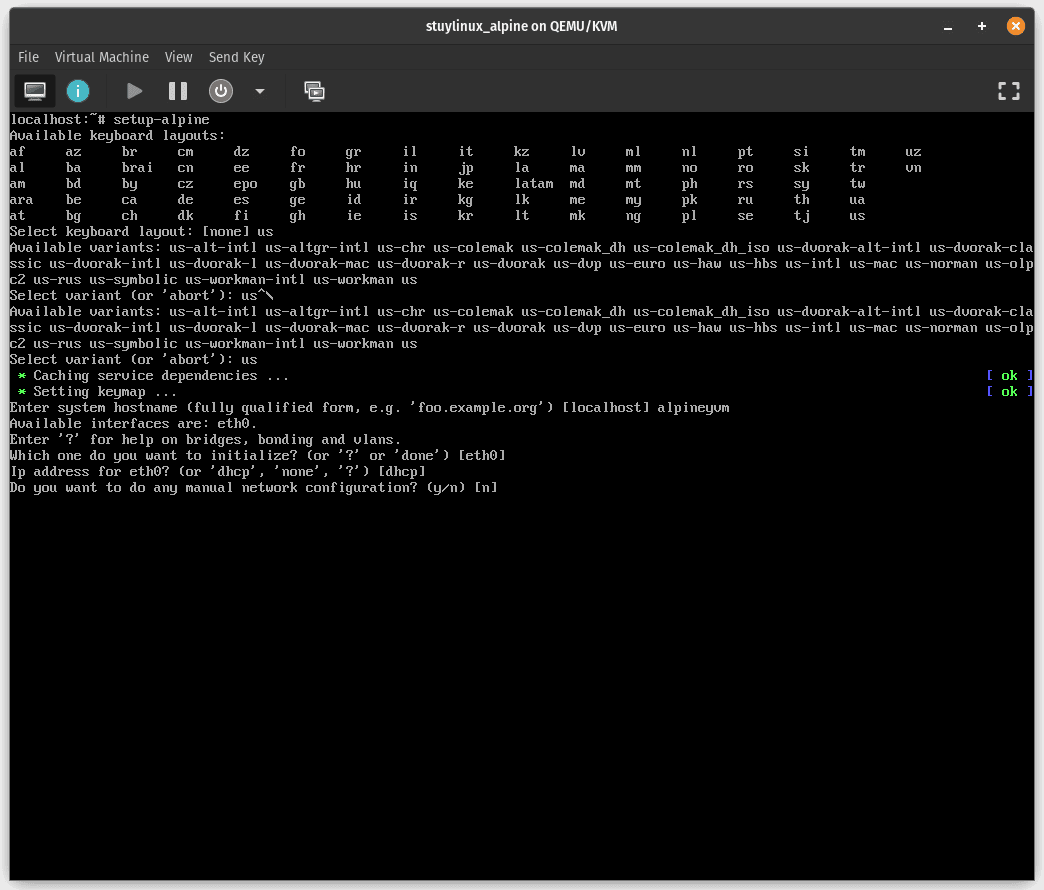 stuylinux_alpine on QEMU/KVM
File Virtual Machine View Send Key
localhost:~# setup-alpine
Available keyboard layouts:
af az br cm dz fo gr il it kz lv ml nl pt si tm uz
al ba brai cn ee fr hr in jp la ma mm no ro sk tr vn
am bd by cz epo gb hu iq ke latam md mt ph rs sy tw
ara be ca de es ge id ir kg lk me my pk ru th ua
at bg ch dk fi gh ie is kr lt mk ng pl se tj us
Select keyboard layout: [none] us
Available variants: us-alt-intl us-altgr-intl us-chr us-colemak us-colemak_dh us-colemak_dh_iso us-dvorak-alt-intl us-dvorak-cla
ssic us-dvorak-intl us-dvorak-l us-dvorak-mac us-dvorak-r us-dvorak us-dvp us-euro us-haw us-hbs us-intl us-mac us-norman us-olp
c2 us-rus us-symbolic us-workman-intl us-workman us
Select variant (or 'abort'): us^\
Available variants: us-alt-intl us-altgr-intl us-chr us-colemak us-colemak_dh us-colemak_dh_iso us-dvorak-alt-intl us-dvorak-cla
ssic us-dvorak-intl us-dvorak-l us-dvorak-mac us-dvorak-r us-dvorak us-dvp us-euro us-haw us-hbs us-intl us-mac us-norman us-olp
c2 us-rus us-symbolic us-workman-intl us-workman us
Select variant (or 'abort'): us
* Caching service dependencies ... [ ok ]
* Setting keymap ... [ ok ]
Enter system hostname (fully qualified form, e.g. 'foo.example.org') [localhost] alpineyvm
Available interfaces are: eth0.
Enter '?' for help on bridges, bonding and vlans.
Which one do you want to initialize? (or '?' or 'done') [eth0]
Ip address for eth0? (or 'dhcp', 'none', '?') [dhcp]
Do you want to do any manual network configuration? (y/n) [n]